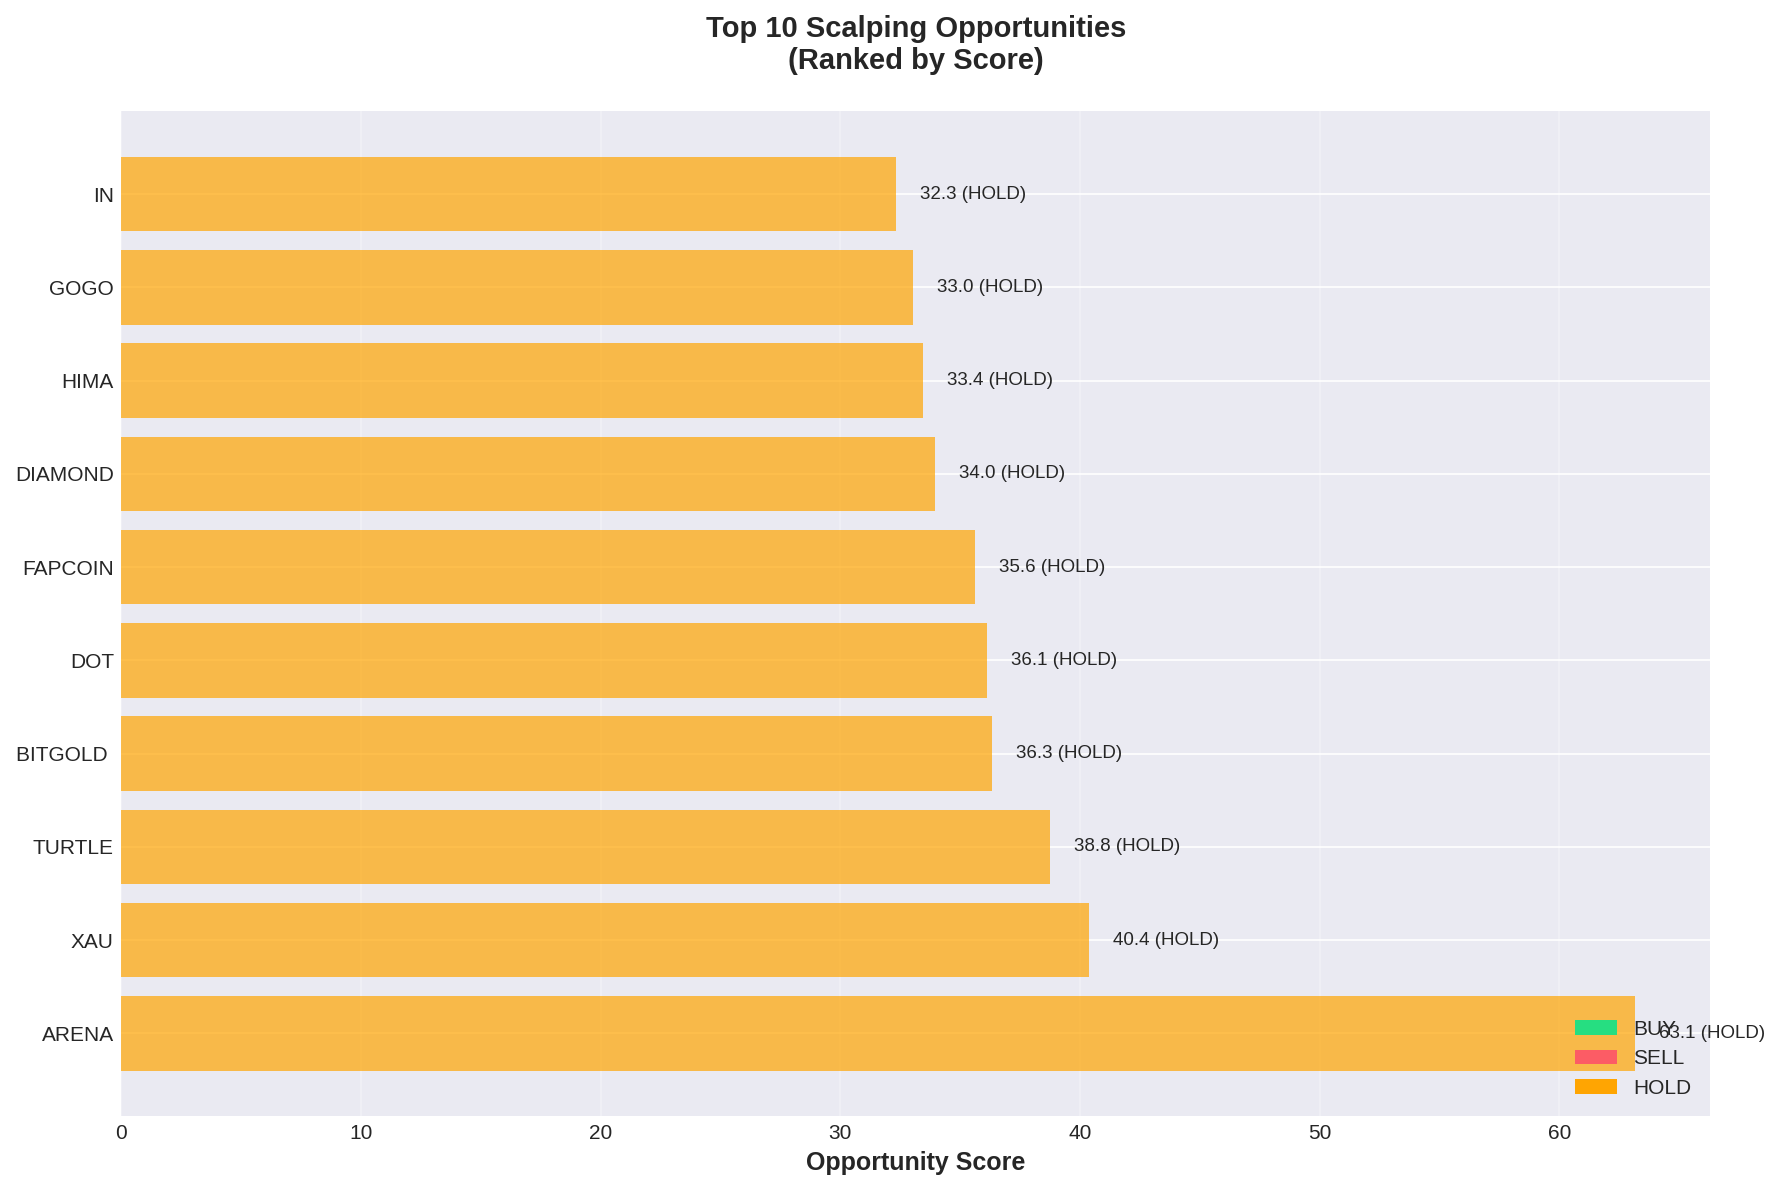 Top 10 Scalping Opportunities
(Ranked by Score)
IN
32.3 (HOLD)
GOGO
33.0 (HOLD)
HIMA
33.4 (HOLD)
DIAMOND
34.0 (HOLD)
FAPCOIN
35.6 (HOLD)
DOT
36.1 (HOLD)
BITGOLD
36.3 (HOLD)
TURTLE
38.8 (HOLD)
XAU
40.4 (HOLD)
ARENA
63.1 (HOLD)
BUY
SELL
HOLD
0 10 20 30 40 50 60
Opportunity Score